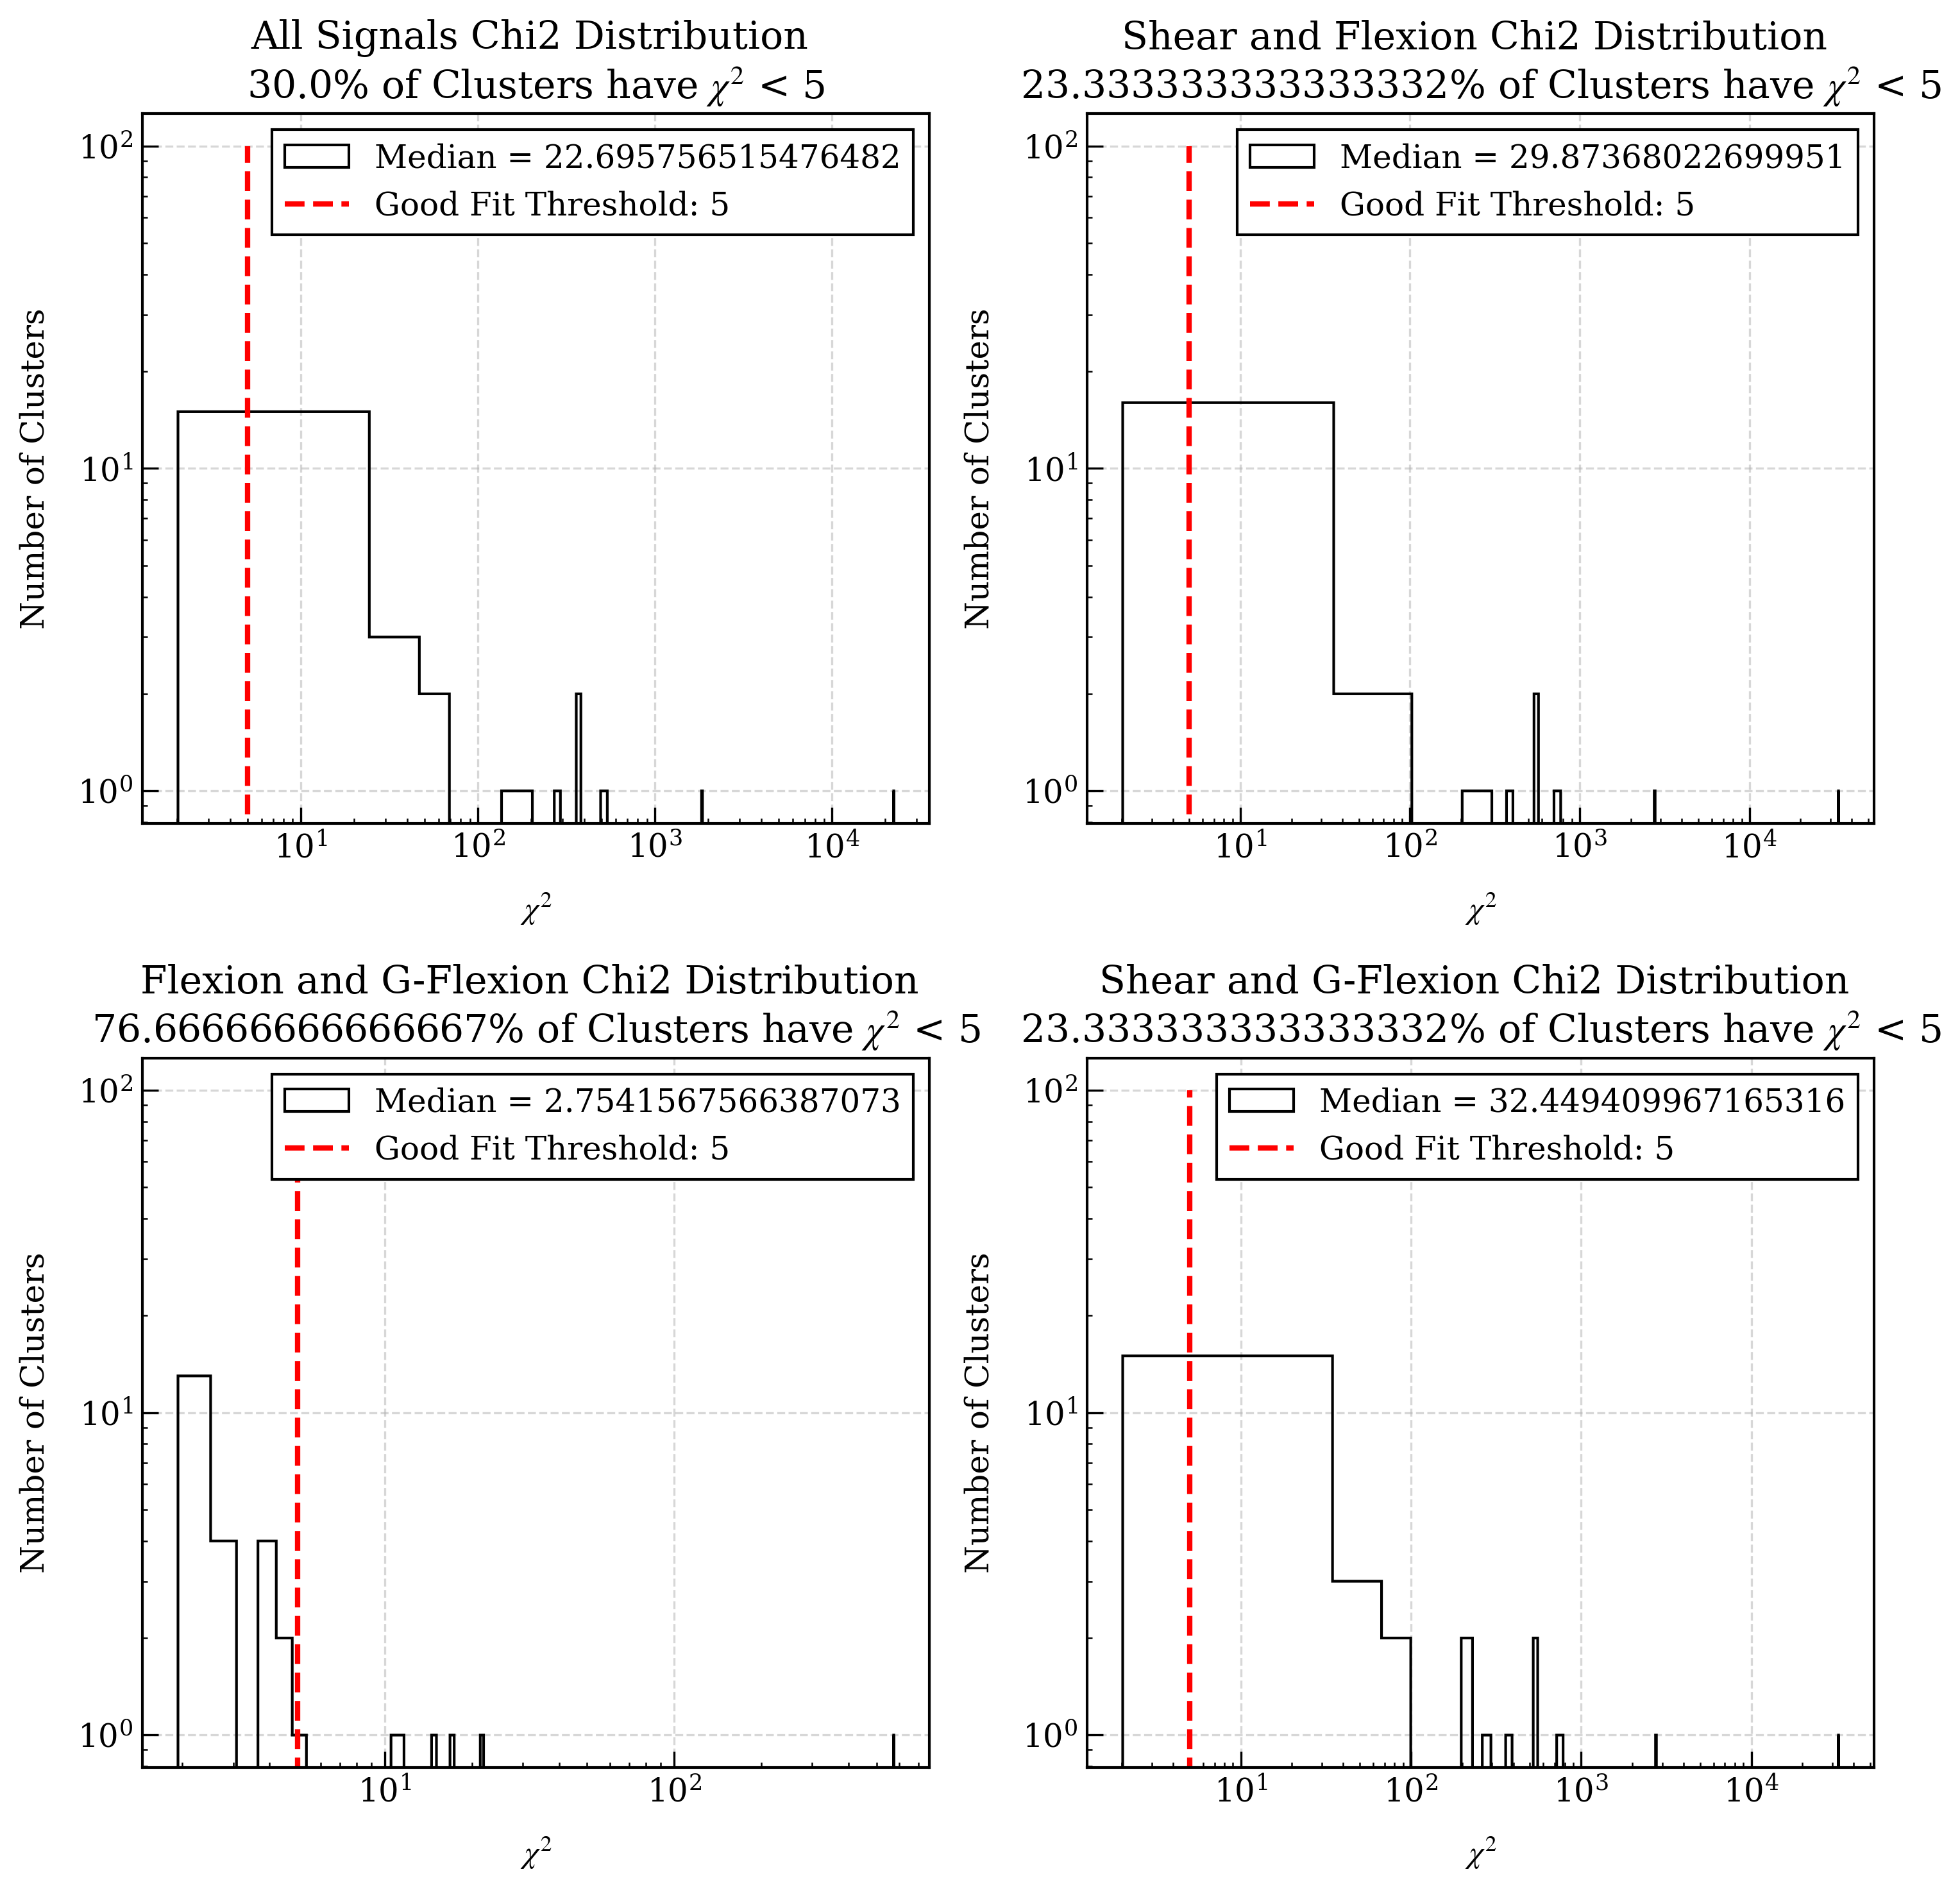 All Signals Chi2 Distribution
30.0% of Clusters have χ² < 5
Median = 22.695756515476482
Good Fit Threshold: 5
Number of Clusters
10²
10¹
10⁰
10¹
10²
10³
10⁴
χ²
Shear and Flexion Chi2 Distribution
23.333333333333332% of Clusters have χ² < 5
Median = 29.87368022699951
Good Fit Threshold: 5
Number of Clusters
10²
10¹
10⁰
10¹
10²
10³
10⁴
χ²
Flexion and G-Flexion Chi2 Distribution
76.66666666666667% of Clusters have χ² < 5
Median = 2.7541567566387073
Good Fit Threshold: 5
Number of Clusters
10²
10¹
10⁰
10¹
10²
χ²
Shear and G-Flexion Chi2 Distribution
23.333333333333332% of Clusters have χ² < 5
Median = 32.449409967165316
Good Fit Threshold: 5
Number of Clusters
10²
10¹
10⁰
10¹
10²
10³
10⁴
χ²